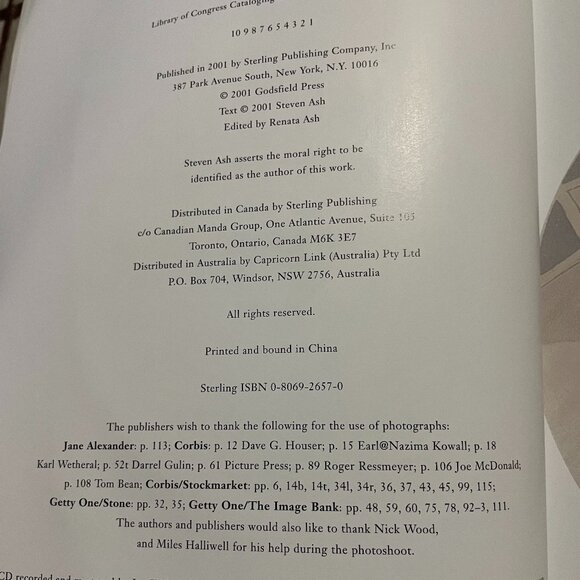 Library of Congress Cataloging
10 9 8 7 6 5 4 3 2 1
Published in 2001 by Sterling Publishing Company, Inc
387 Park Avenue South, New York, N.Y. 10016
© 2001 Godsfield Press
Text © 2001 Steven Ash
Edited by Renata Ash
Steven Ash asserts the moral right to be
identified as the author of this work.
Distributed in Canada by Sterling Publishing
c/o Canadian Manda Group, One Atlantic Avenue, Suite 105
Toronto, Ontario, Canada M6K 3E7
Distributed in Australia by Capricorn Link (Australia) Pty Ltd
P.O. Box 704, Windsor, NSW 2756, Australia
All rights reserved.
Printed and bound in China
Sterling ISBN 0-8069-2657-0
The publishers wish to thank the following for the use of photographs:
Jane Alexander: p. 113; Corbis: p. 12 Dave G. Houser; p. 15 Earl@Nazima Kowall; p. 18
Karl Wetheral; p. 52t Darrel Gulin; p. 61 Picture Press; p. 89 Roger Ressmeyer; p. 106 Joe McDonald;
p. 108 Tom Bean; Corbis/Stockmarket: pp. 6, 14b, 14t, 34l, 34r, 36, 37, 43, 45, 99, 115;
Getty One/Stone: pp. 32, 35; Getty One/The Image Bank: pp. 48, 59, 60, 75, 78, 92–3, 111.
The authors and publishers would also like to thank Nick Wood,
and Miles Halliwell for his help during the photoshoot.
CD recorded and